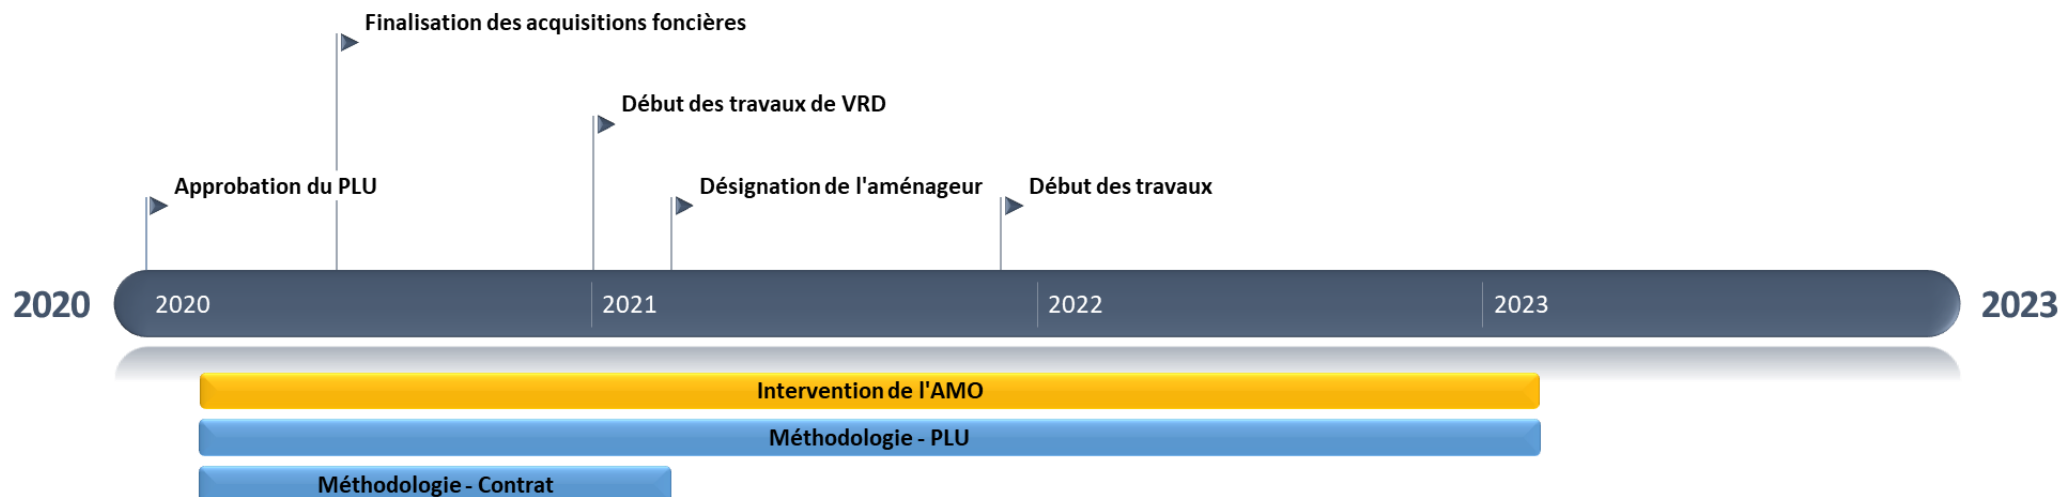 Finalisation des acquisitions foncières
Début des travaux de VRD
Approbation du PLU
Désignation de l'aménageur
Début des travaux
2020
2020
2021
2022
2023
2023
Intervention de l'AMO
Méthodologie - PLU
Méthodologie - Contrat